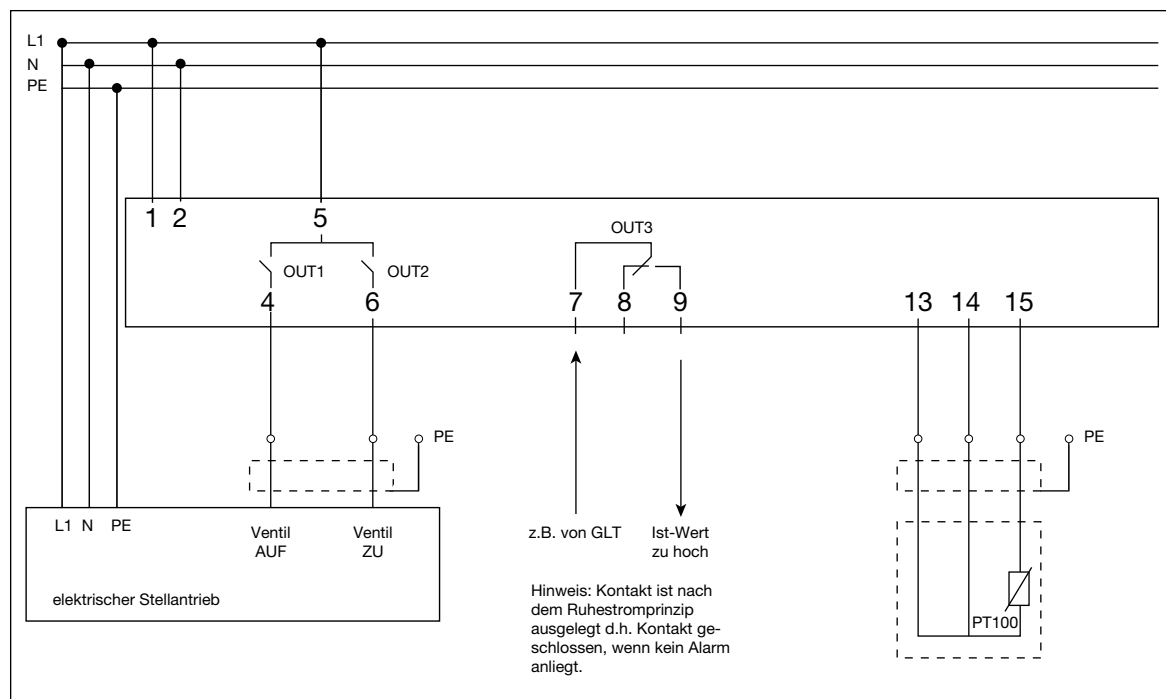 L1
N
PE
1 2 5
OUT3
OUT1 OUT2
4 6 7 8 9 13 14 15
PE PE
L1 N PE Ventil AUF Ventil ZU
elektrischer Stellantrieb
z.B. von GLT Ist-Wert zu hoch
Hinweis: Kontakt ist nach
dem Ruhestromprinzip
ausgelegt d.h. Kontakt ge-
schlossen, wenn kein Alarm
anliegt.
PT100